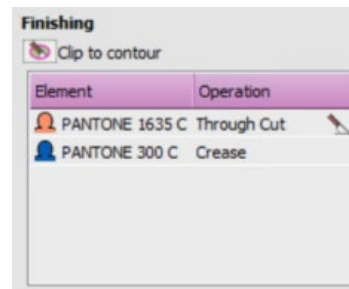 Finishing
Clip to contour
Element Operation
PANTONE 1635 C Through Cut
PANTONE 300 C Crease